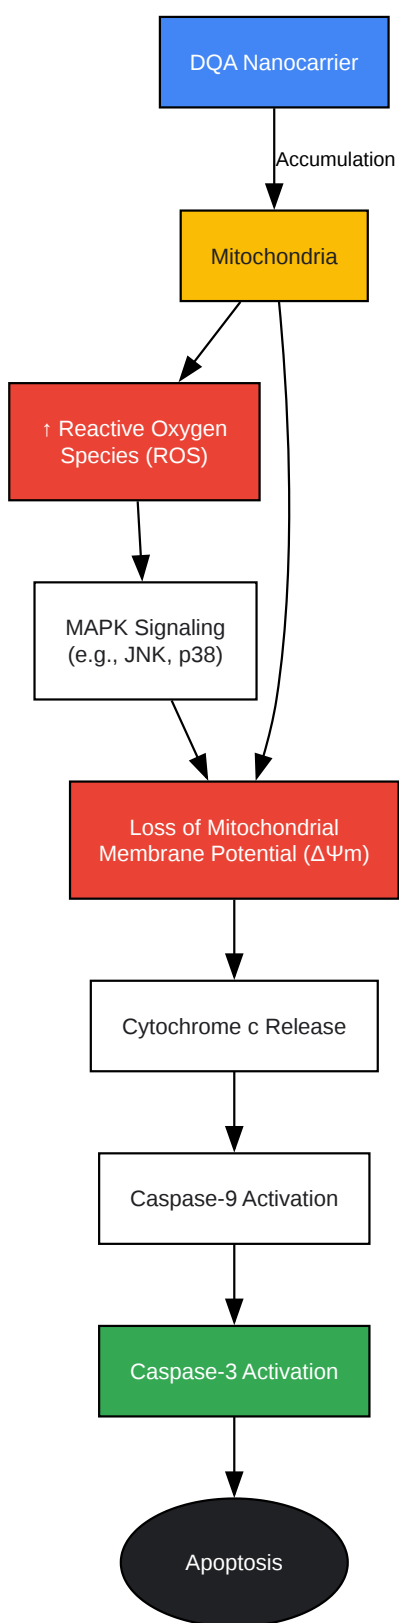 DQA Nanocarrier
Accumulation
Mitochondria
↑ Reactive Oxygen
Species (ROS)
MAPK Signaling
(e.g., JNK, p38)
Loss of Mitochondrial
Membrane Potential (ΔΨm)
Cytochrome c Release
Caspase-9 Activation
Caspase-3 Activation
Apoptosis